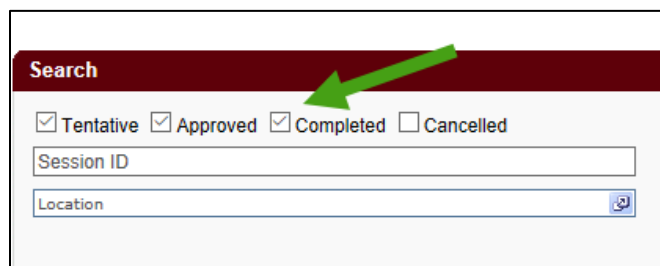 Search
Tentative Approved Completed Cancelled
Session ID
Location